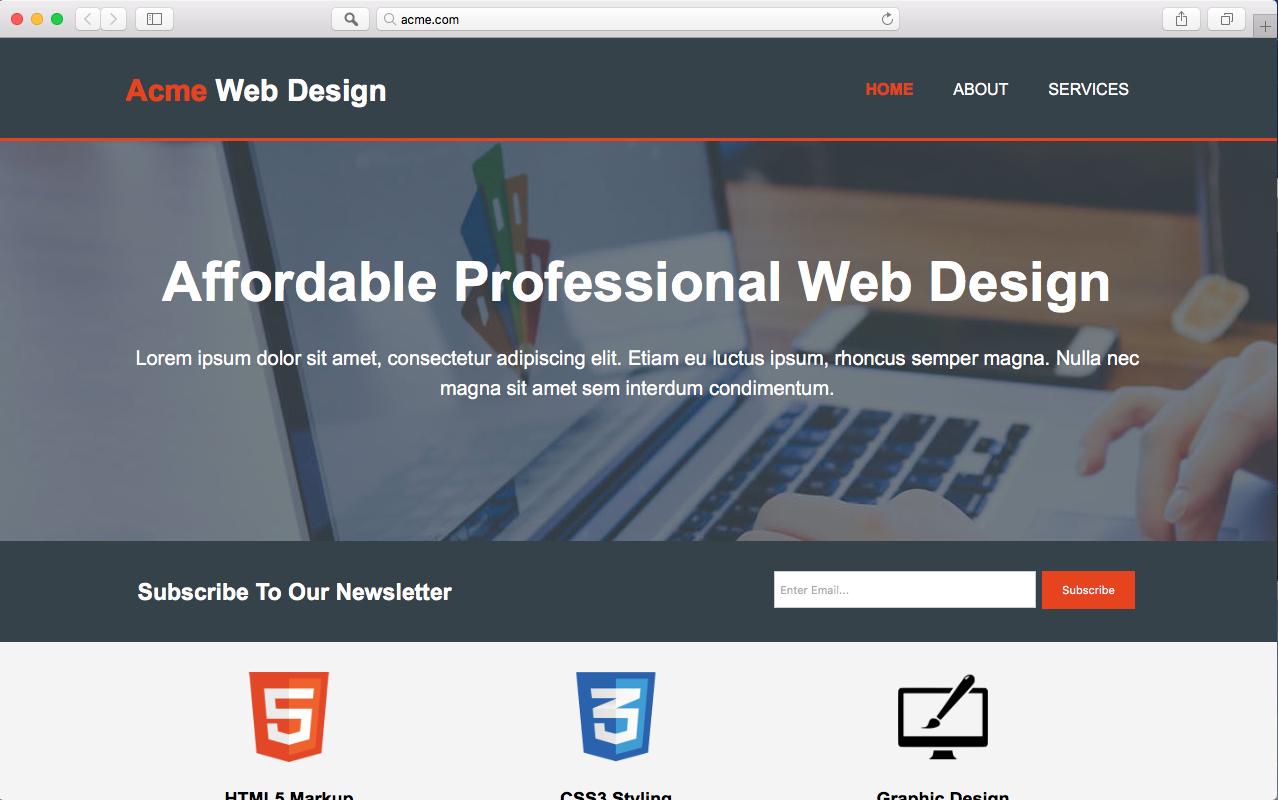 acme.com
Acme Web Design
HOME ABOUT SERVICES
Affordable Professional Web Design
Lorem ipsum dolor sit amet, consectetur adipiscing elit. Etiam eu luctus ipsum, rhoncus semper magna. Nulla nec
magna sit amet sem interdum condimentum.
Subscribe To Our Newsletter
Enter Email...
Subscribe
HTML5 Markup
CSS3 Styling
Graphic Design